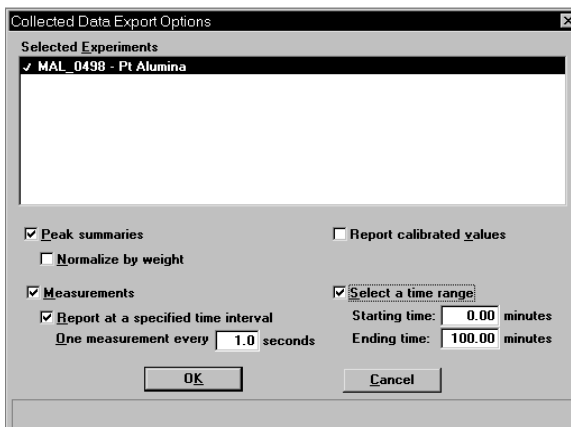 Collected Data Export Options
Selected Experiments
✓ MAL_0498 - Pt Alumina
Peak summaries
Report calibrated values
Normalize by weight
Measurements
Select a time range
Report at a specified time interval
Starting time: 0.00 minutes
One measurement every 1.0 seconds
Ending time: 100.00 minutes
OK
Cancel